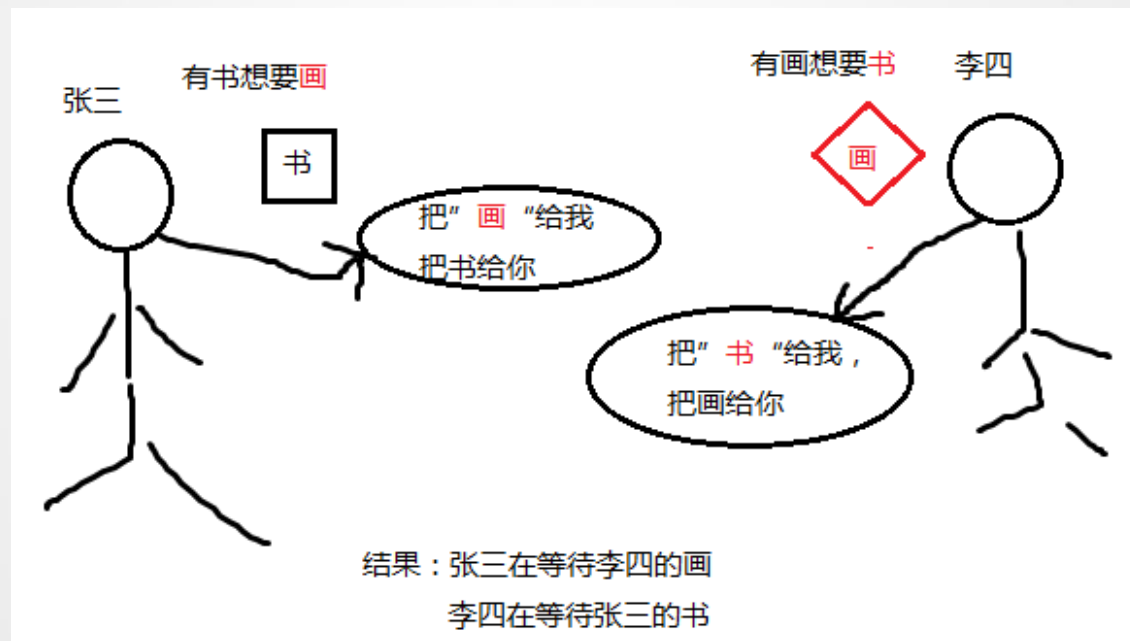 张三
有书想要画
书
把”画“给我
把书给你
有画想要书
李四
画
把”书“给我，
把画给你
结果：张三在等待李四的画
李四在等待张三的书